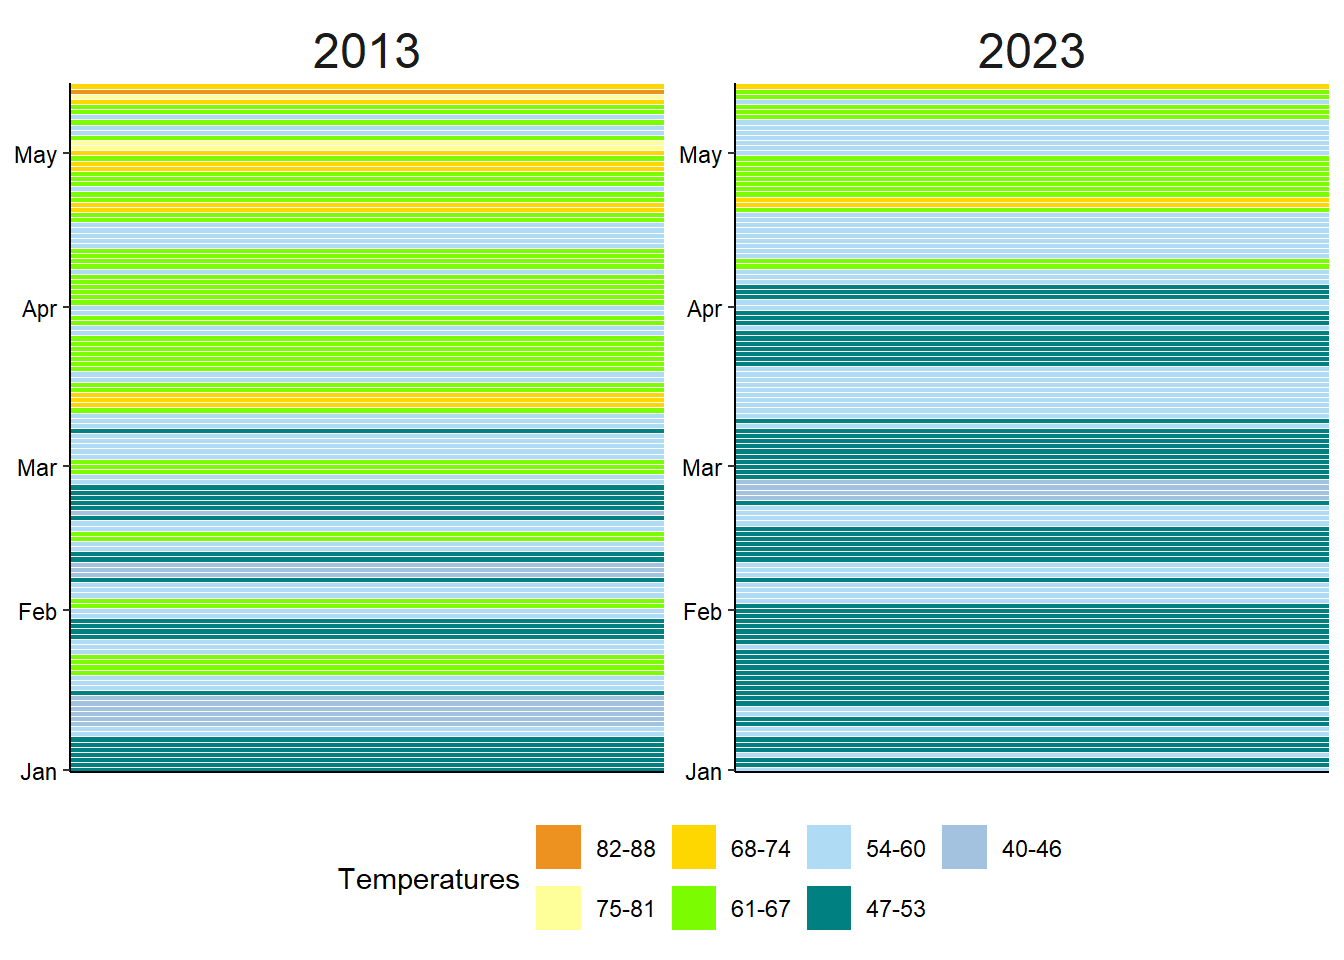 2013 2023
May May
Apr Apr
Mar Mar
Feb Feb
Jan Jan
82-88 68-74 54-60 40-46
Temperatures
75-81 61-67 47-53